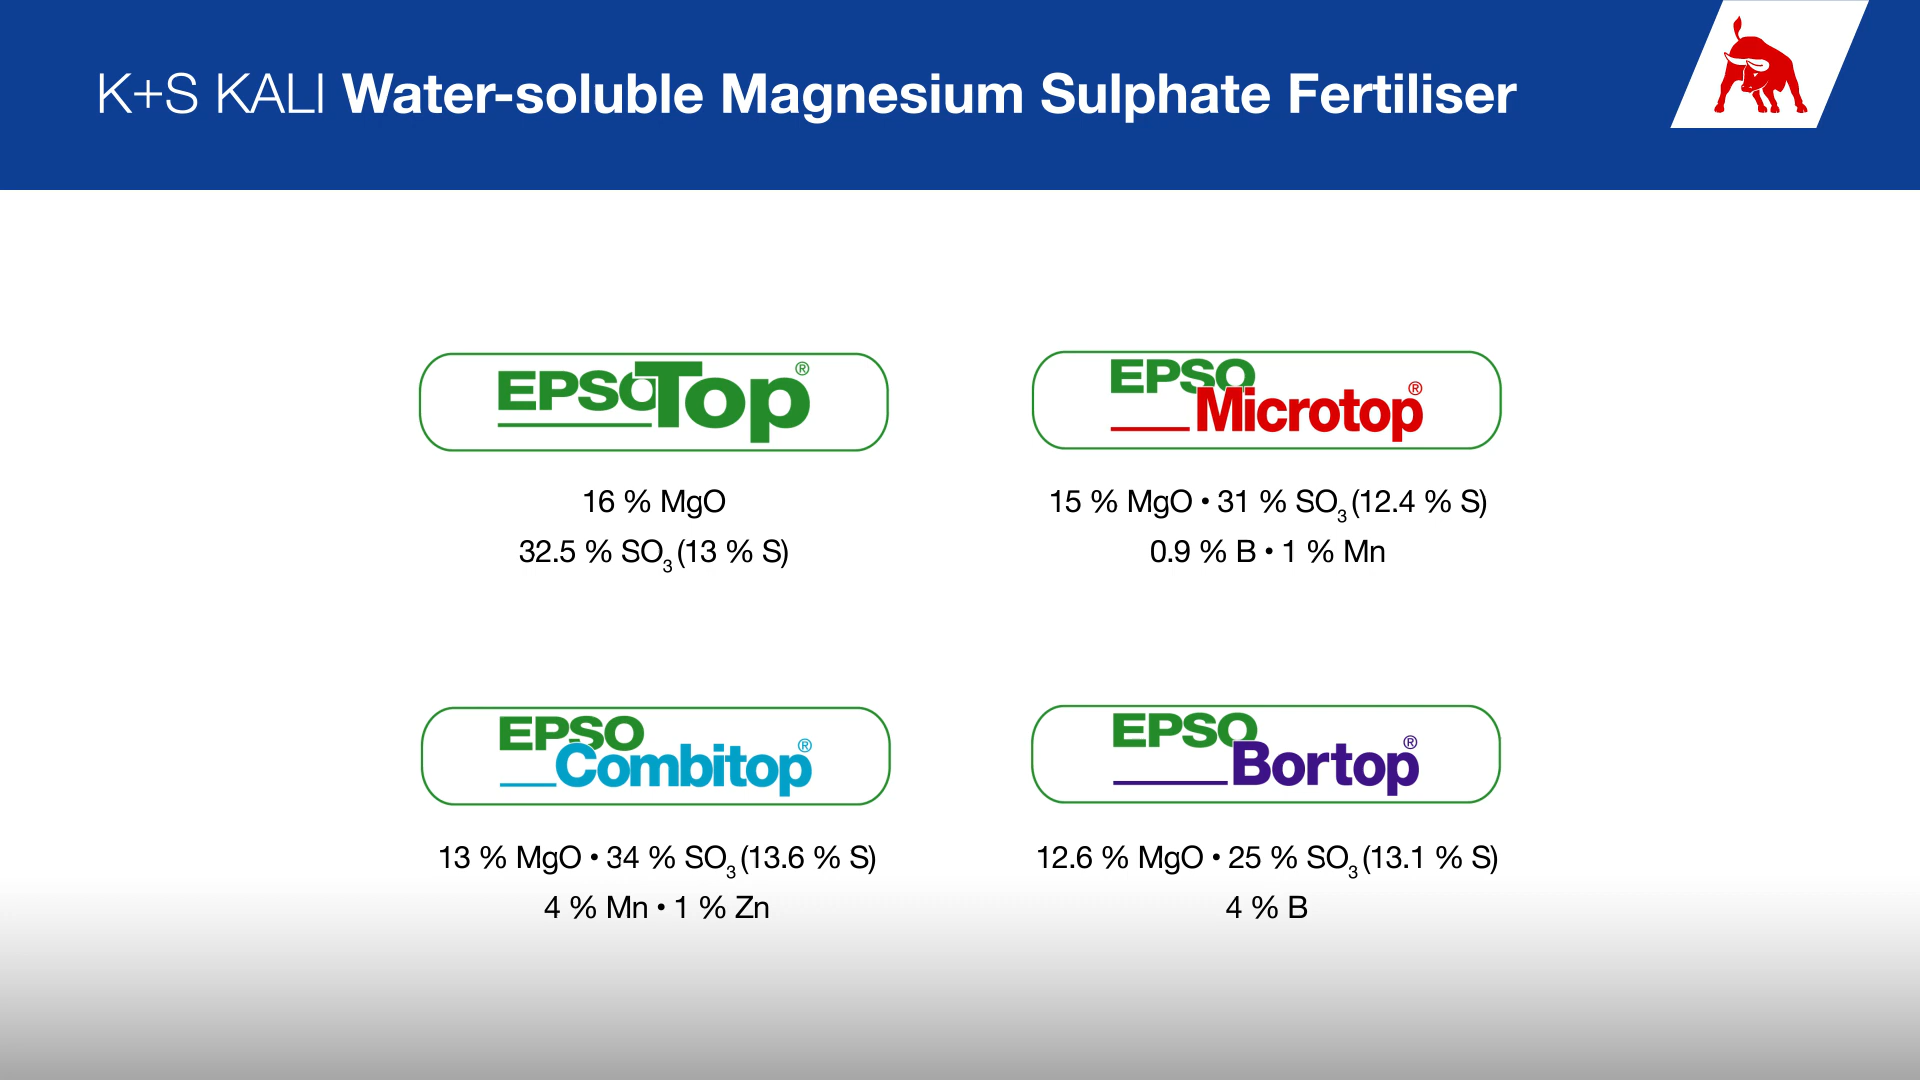 K+S KALI Water-soluble Magnesium Sulphate Fertiliser
EPSO Top®
16 % MgO
32.5 % SO₃ (13 % S)
EPSO Microtop®
15 % MgO • 31 % SO₃ (12.4 % S)
0.9 % B • 1 % Mn
EPSO Combitop®
13 % MgO • 34 % SO₃ (13.6 % S)
4 % Mn • 1 % Zn
EPSO Bortop®
12.6 % MgO • 25 % SO₃ (13.1 % S)
4 % B